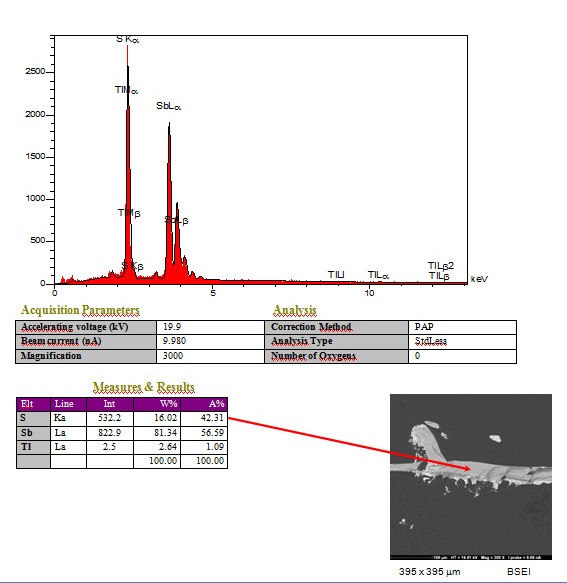 S Kα
2500
TlMα
SbLα
2000
1500
1000
TlMβ
SbLβ
500
S Kβ
TlLl
TlLα
TlLβ2
TlLβ
keV
0
0
5
10
Acquisition Parameters
Analysis
Accelerating voltage (kV) 19.9 Correction Method PAP
Beam current (nA) 9.980 Analysis Type StdLess
Magnification 3000 Number of Oxygens 0
Measures & Results
Elt Line Int W% A%
S Ka 532.2 16.02 42.31
Sb La 822.9 81.34 56.59
Tl La 2.5 2.64 1.09
100.00 100.00
395 x 395 µm BSEI